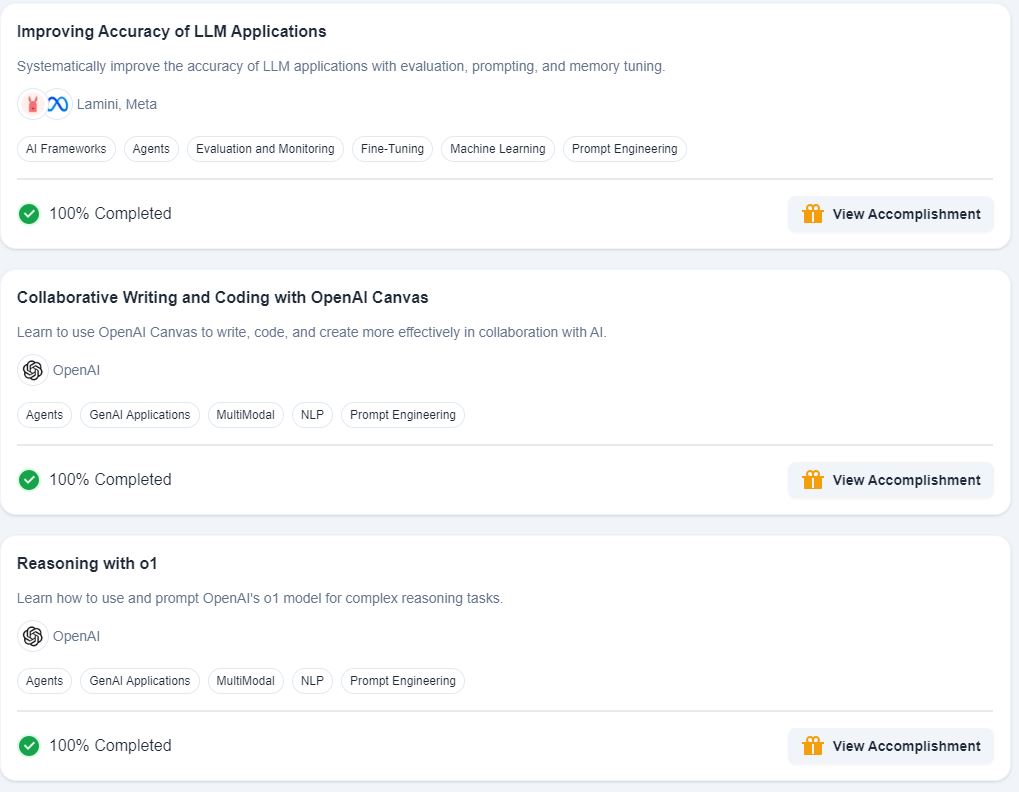 Improving Accuracy of LLM Applications
Systematically improve the accuracy of LLM applications with evaluation, prompting, and memory tuning.
Lamini, Meta
AI Frameworks Agents Evaluation and Monitoring Fine-Tuning Machine Learning Prompt Engineering
100% Completed View Accomplishment
Collaborative Writing and Coding with OpenAI Canvas
Learn to use OpenAI Canvas to write, code, and create more effectively in collaboration with AI.
OpenAI
Agents GenAI Applications MultiModal NLP Prompt Engineering
100% Completed View Accomplishment
Reasoning with o1
Learn how to use and prompt OpenAI's o1 model for complex reasoning tasks.
OpenAI
Agents GenAI Applications MultiModal NLP Prompt Engineering
100% Completed View Accomplishment